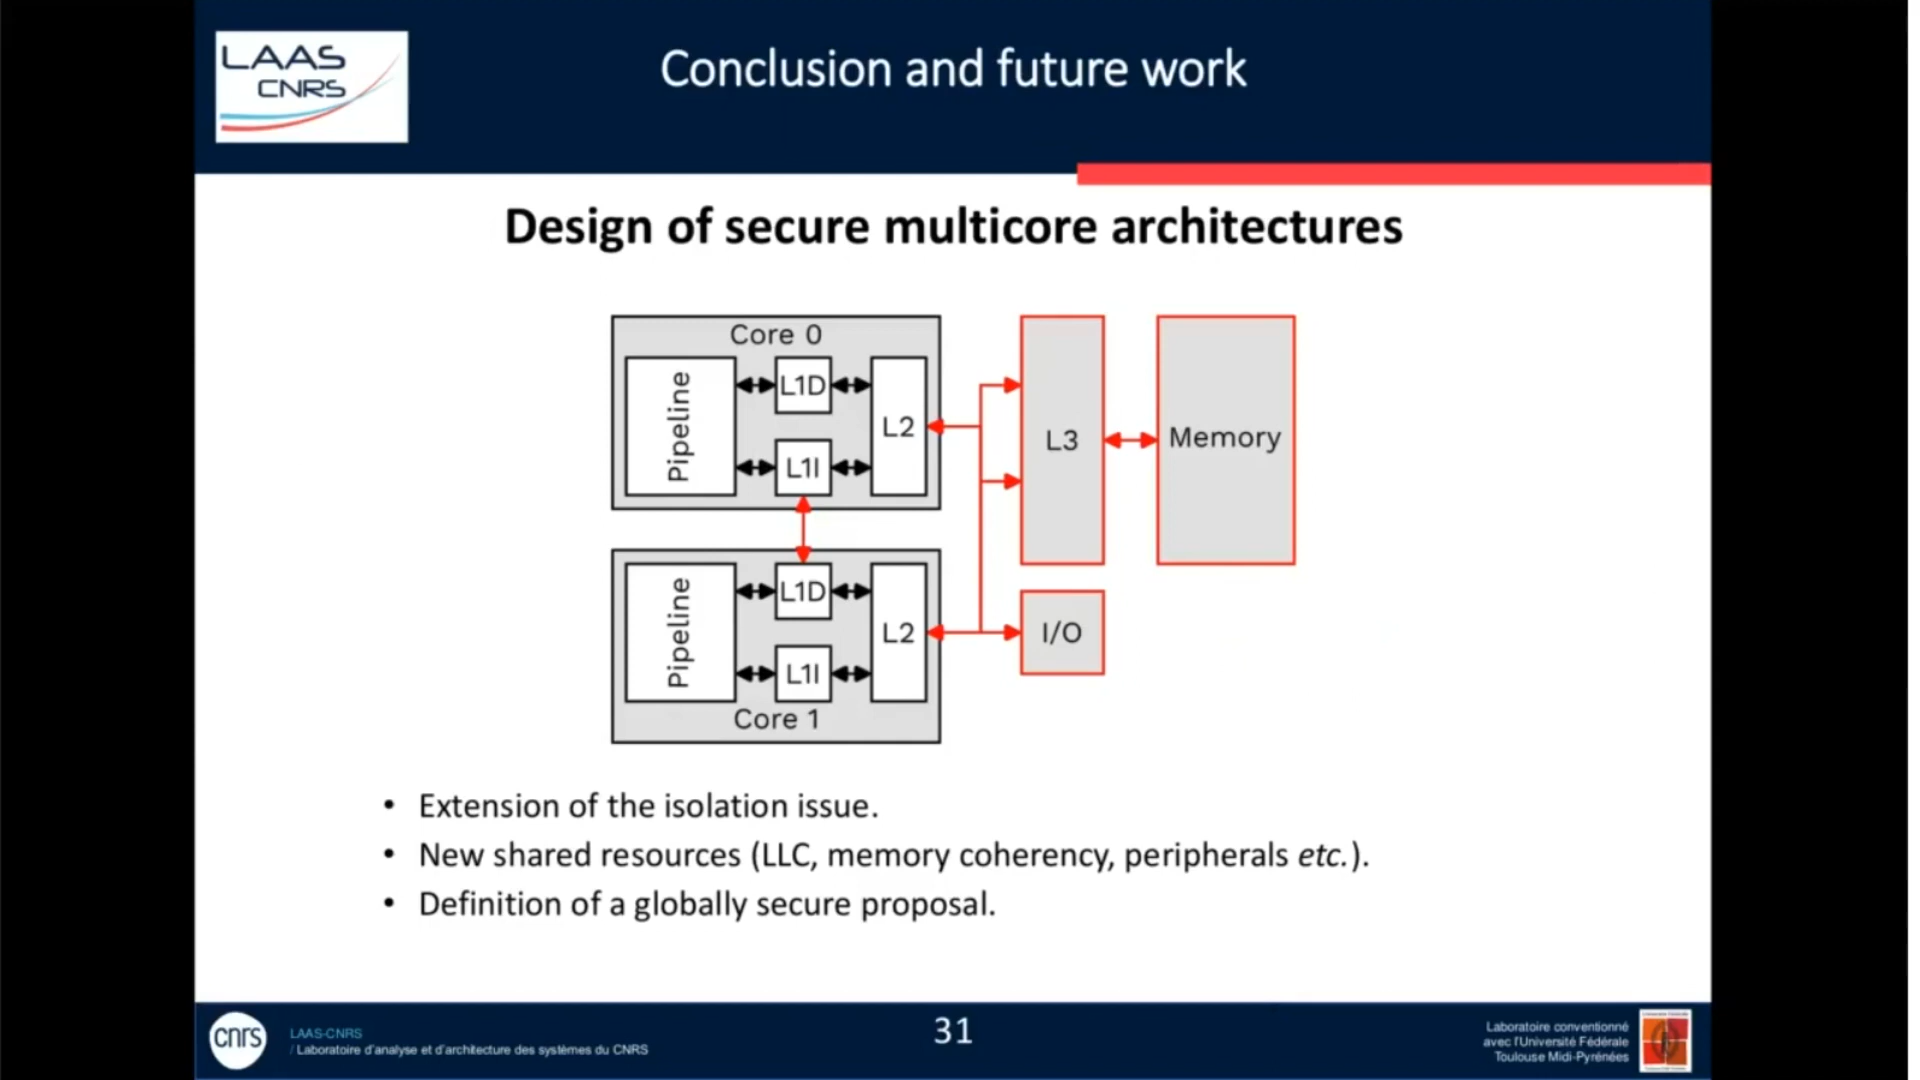 LAAS
CNRS
Conclusion and future work
Design of secure multicore architectures
Core 0
Pipeline
L1D
L1I
L2
L3
Memory
Pipeline
L1D
L1I
L2
I/O
Core 1
• Extension of the isolation issue.
• New shared resources (LLC, memory coherency, peripherals etc.).
• Definition of a globally secure proposal.
cnrs
LAAS-CNRS
/ Laboratoire d'analyse et d'architecture des systèmes du CNRS
31
Laboratoire conventionné
avec l'Université Fédérale
Toulouse Midi-Pyrénées